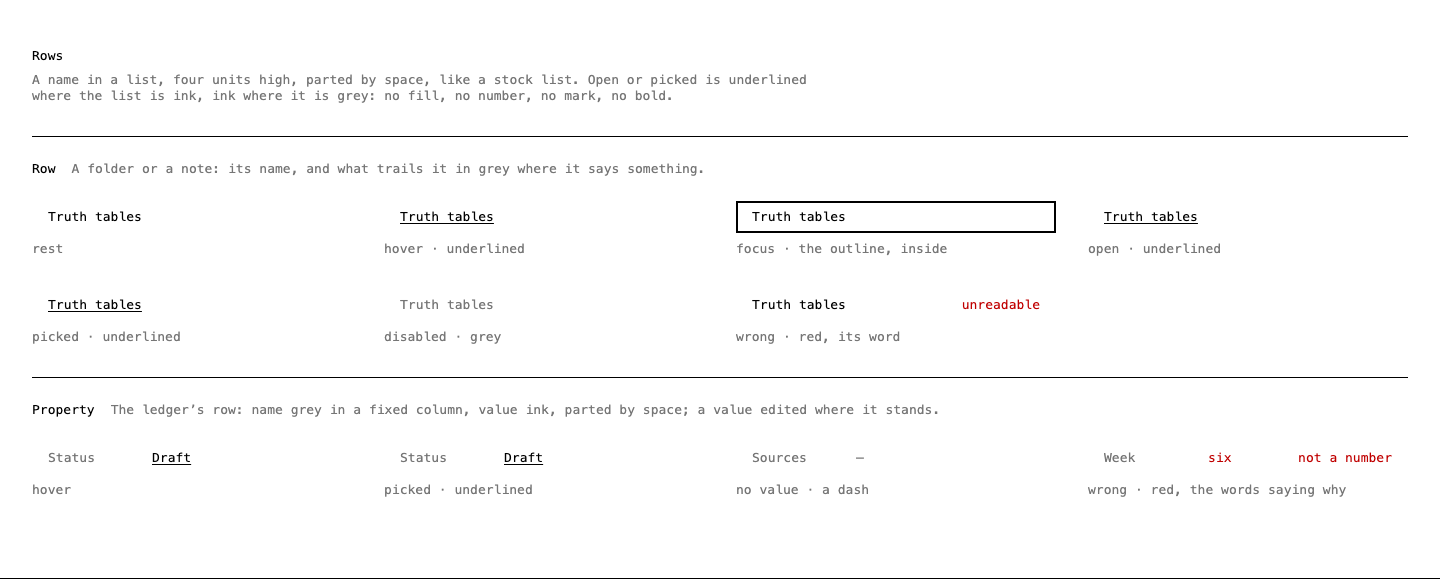 Rows
A name in a list, four units high, parted by space, like a stock list. Open or picked is underlined
where the list is ink, ink where it is grey: no fill, no number, no mark, no bold.
Row A folder or a note: its name, and what trails it in grey where it says something.
Truth tables Truth tables Truth tables Truth tables
rest hover · underlined focus · the outline, inside open · underlined
Truth tables Truth tables Truth tables unreadable
picked · underlined disabled · grey wrong · red, its word
Property The ledger’s row: name grey in a fixed column, value ink, parted by space; a value edited where it stands.
Status Draft Status Draft Sources — Week six not a number
hover picked · underlined no value · a dash wrong · red, the words saying why